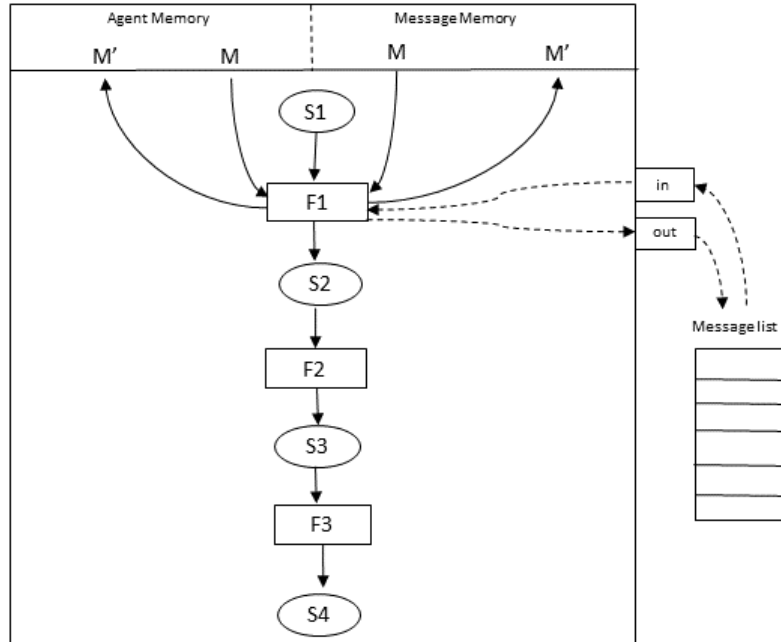 Agent Memory
Message Memory
M’
M
M
M’
S1
F1
in
out
S2
Message list
F2
S3
F3
S4